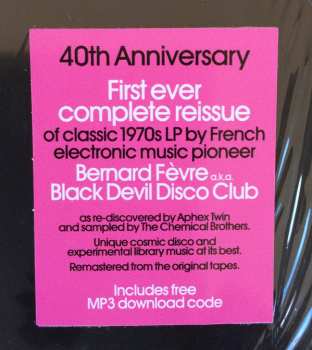 40th Anniversary
First ever
complete reissue
of classic 1970s LP by French
electronic music pioneer
Bernard Fèvre a.k.a.
Black Devil Disco Club
as re-discovered by Aphex Twin
and sampled by The Chemical Brothers.
Unique cosmic disco and
experimental library music at its best.
Remastered from the original tapes.
Includes free
MP3 download code